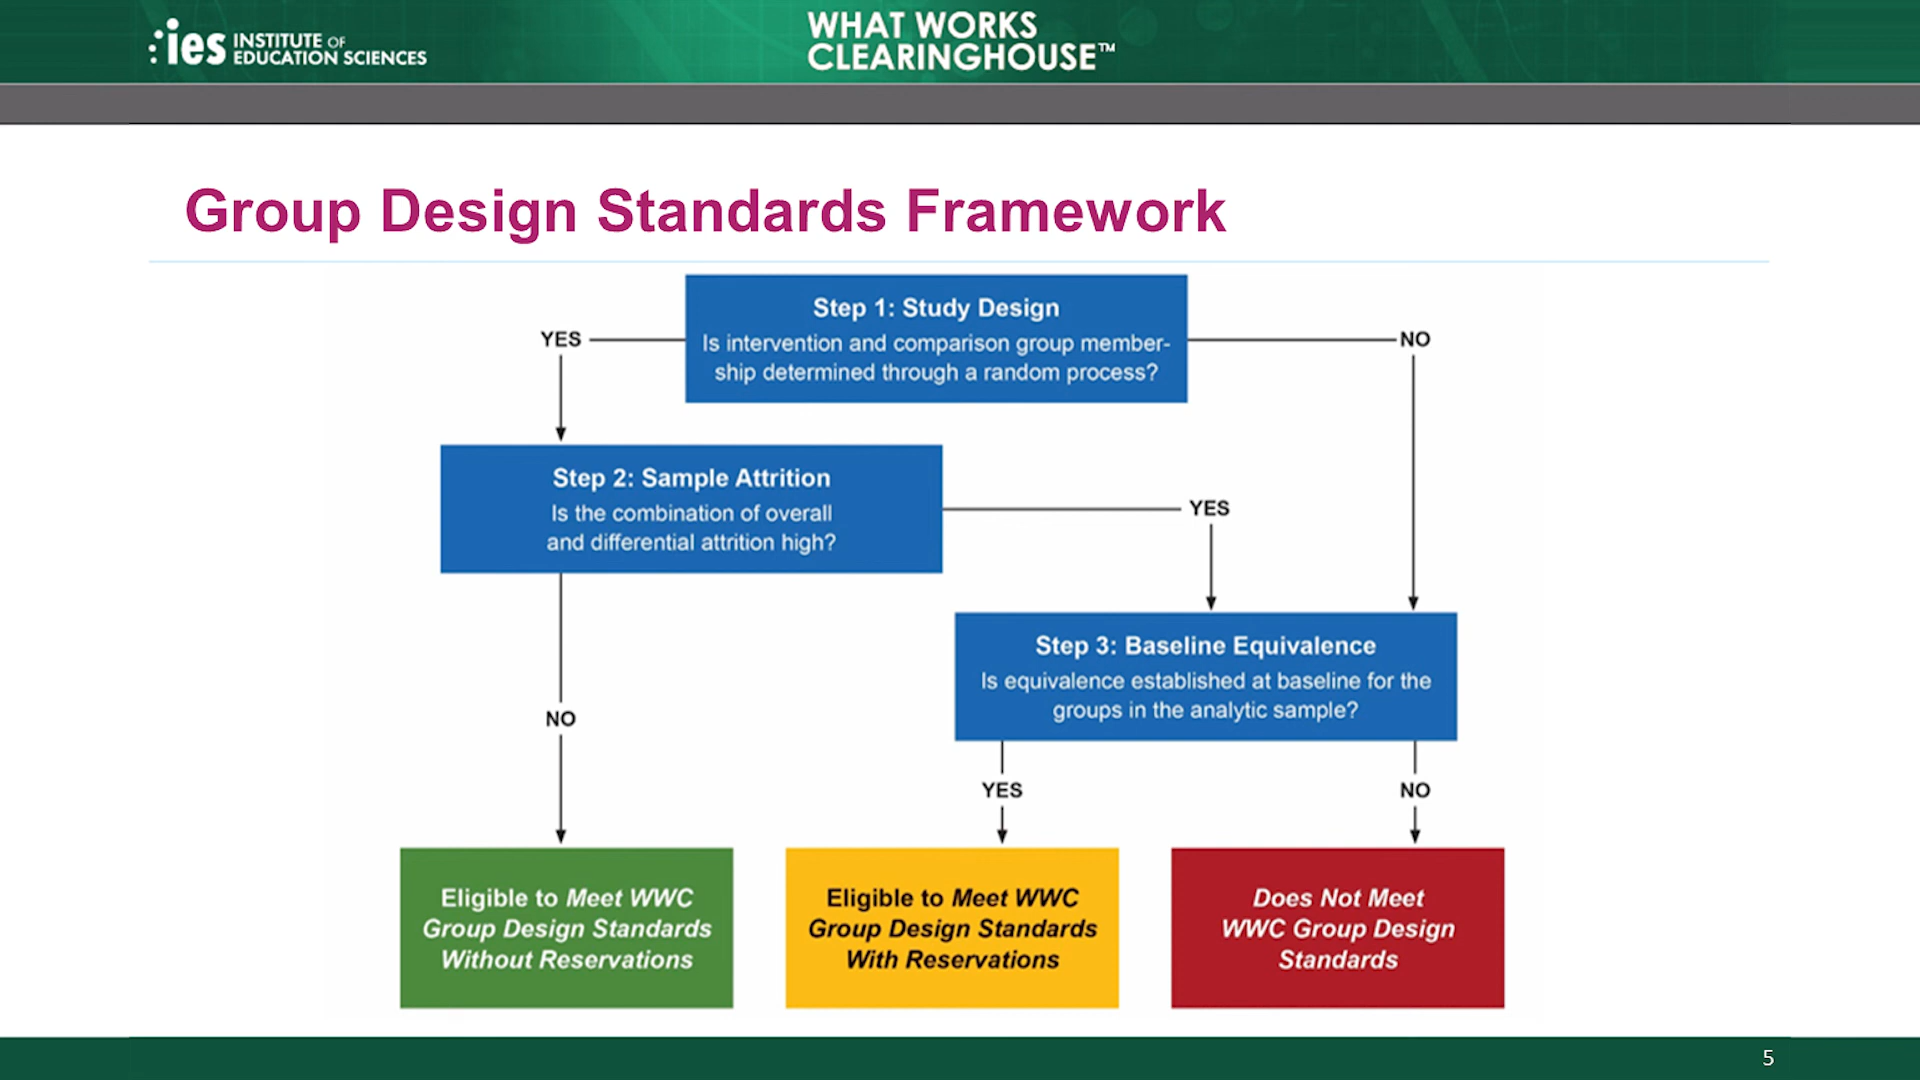 ies INSTITUTE OF
EDUCATION SCIENCES
WHAT WORKS
CLEARINGHOUSE™
Group Design Standards Framework
Step 1: Study Design
Is intervention and comparison group member-
ship determined through a random process?
YES
NO
Step 2: Sample Attrition
Is the combination of overall
and differential attrition high?
YES
NO
Step 3: Baseline Equivalence
Is equivalence established at baseline for the
groups in the analytic sample?
YES
NO
Eligible to Meet WWC
Group Design Standards
Without Reservations
Eligible to Meet WWC
Group Design Standards
With Reservations
Does Not Meet
WWC Group Design
Standards
5